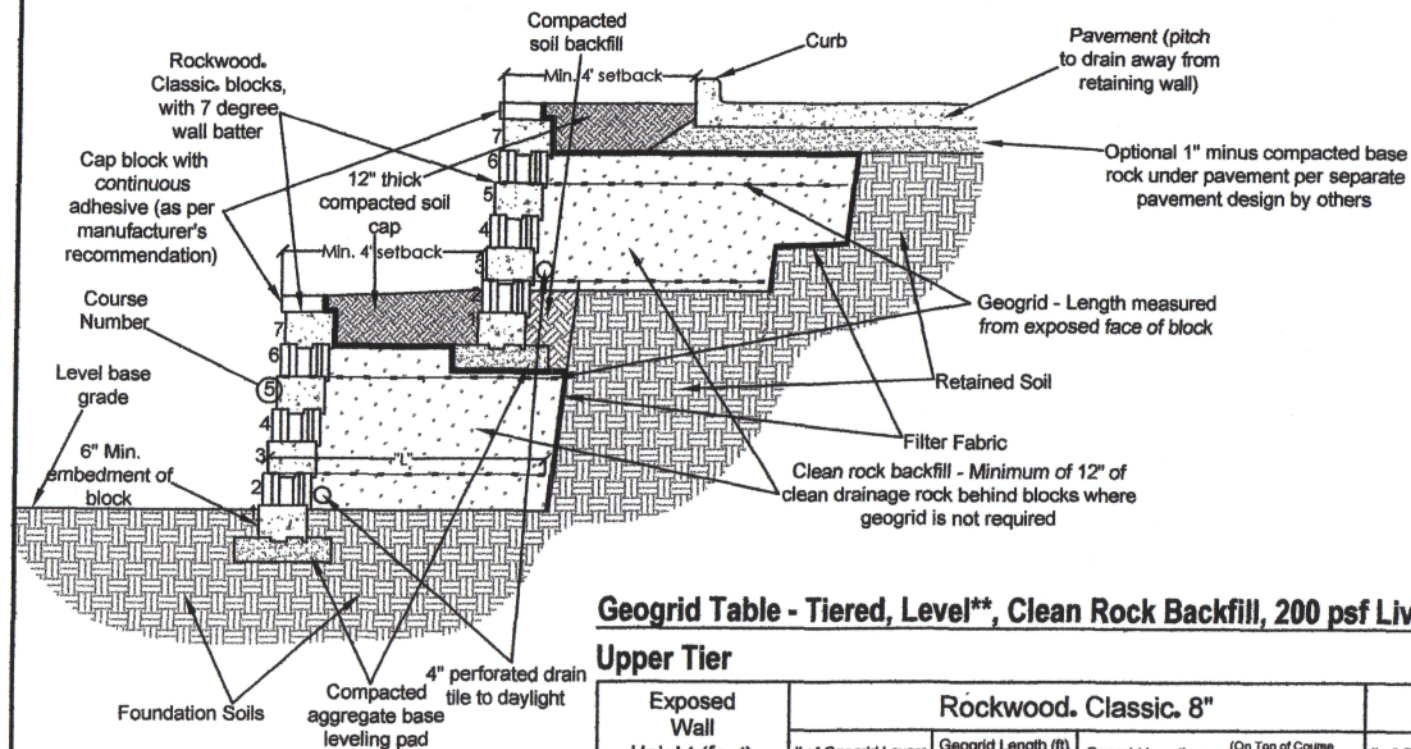 Compacted
soil backfill
Curb
Pavement (pitch
to drain away from
retaining wall)
Rockwood®
Classic® blocks,
with 7 degree
wall batter
Min. 4' setback
Cap block with
continuous
adhesive (as per
manufacturer's
recommendation)
12" thick
compacted soil
cap
Optional 1" minus compacted base
rock under pavement per separate
pavement design by others
Min. 4' setback
7
6
5
4
3
2
1
Course
Number
Geogrid - Length measured
from exposed face of block
Level base
grade
7
6
5
4
3
2
Retained Soil
Filter Fabric
6" Min.
embedment of
block
"L"
Clean rock backfill - Minimum of 12" of
clean drainage rock behind blocks where
geogrid is not required
Foundation Soils
Compacted
aggregate base
leveling pad
4" perforated drain
tile to daylight
Geogrid Table - Tiered, Level**, Clean Rock Backfill, 200 psf Liv
Upper Tier
Exposed
Wall
Rockwood® Classic® 8"